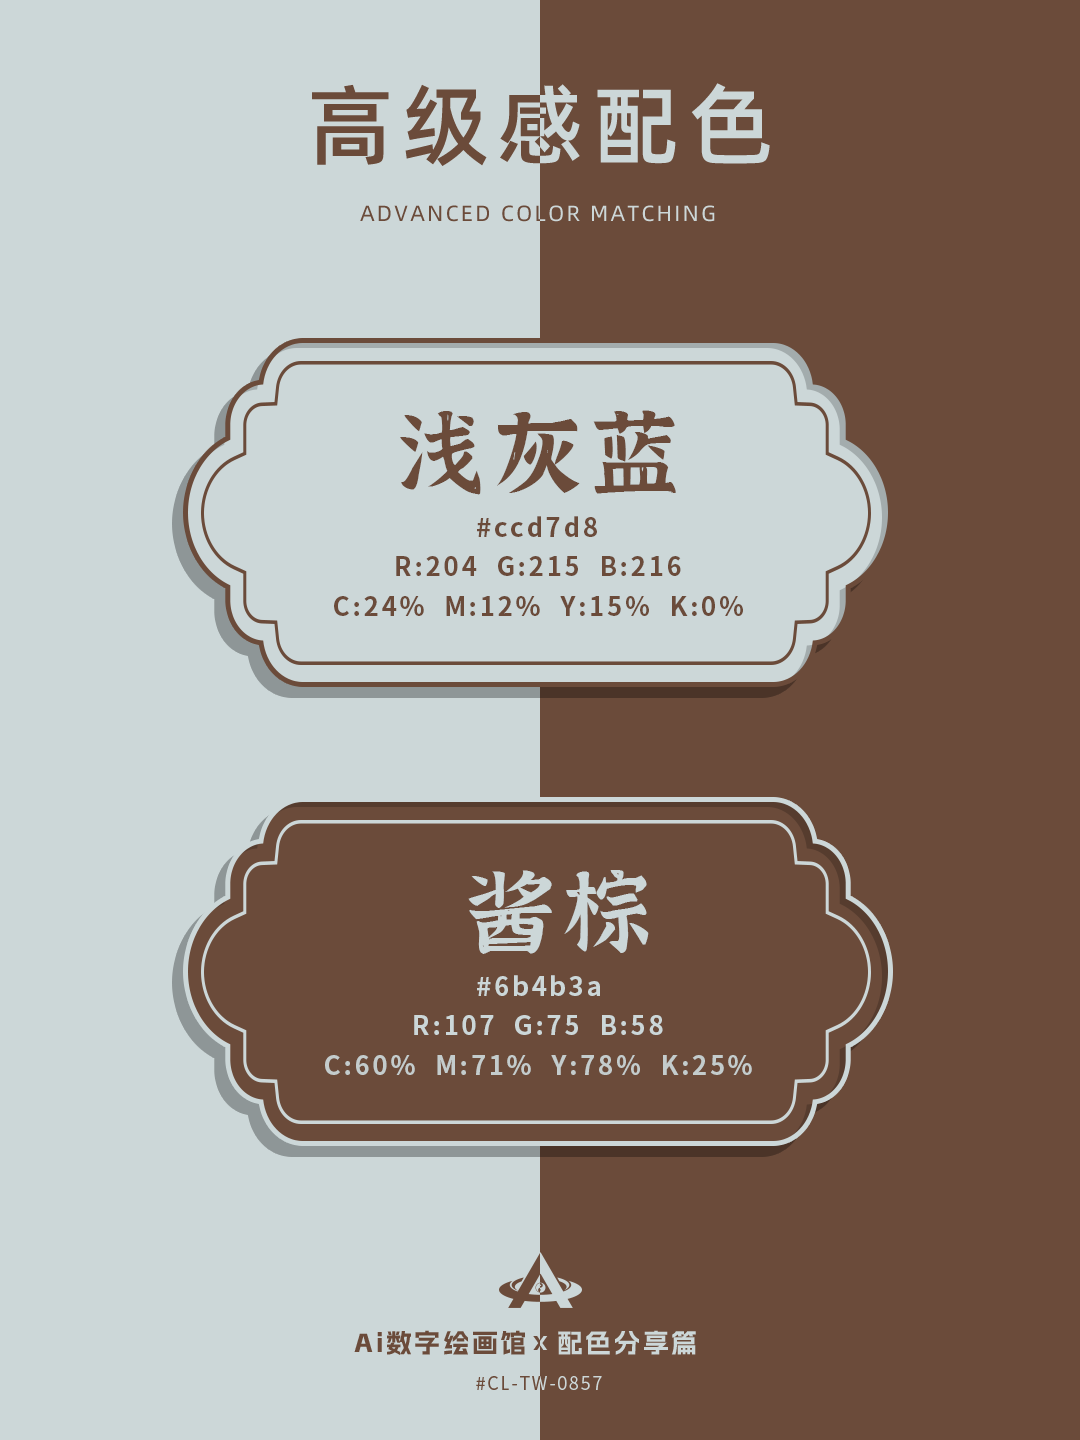 高级感配色
ADVANCED COLOR MATCHING
浅灰蓝
#ccd7d8
R:204 G:215 B:216
C:24% M:12% Y:15% K:0%
酱棕
#6b4b3a
R:107 G:75 B:58
C:60% M:71% Y:78% K:25%
Ai数字绘画馆 x 配色分享篇
#CL-TW-0857